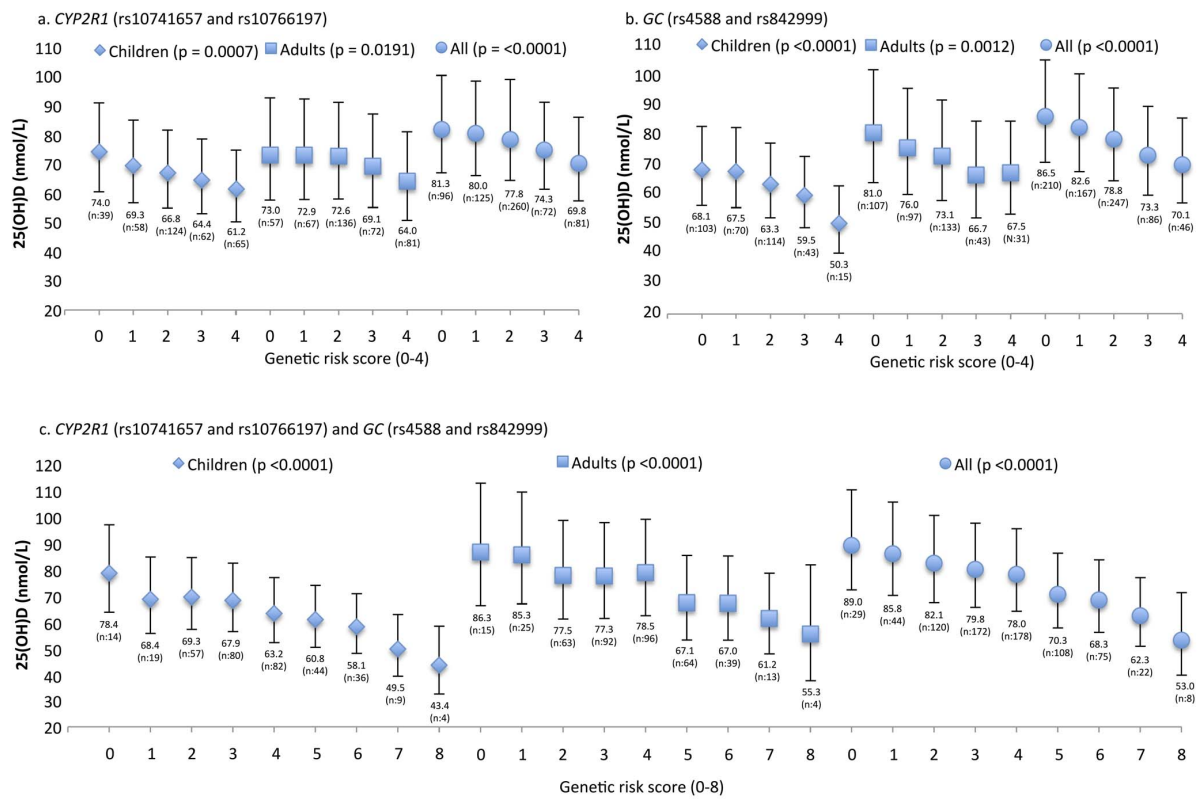 a. CYP2R1 (rs10741657 and rs10766197)
Children (p = 0.0007) Adults (p = 0.0191) All (p = <0.0001)
25(OH)D (nmol/L)
110
100
90
80
70
60
50
40
30
20
74.0 69.3 66.8 64.4 61.2 73.0 72.9 72.6 69.1 64.0 81.3 80.0 77.8 74.3 69.8
(n:39) (n:58) (n:124) (n:62) (n:65) (n:57) (n:67) (n:136) (n:72) (n:81) (n:96) (n:125) (n:260) (n:72) (n:81)
0 1 2 3 4 0 1 2 3 4 0 1 2 3 4
Genetic risk score (0-4)
b. GC (rs4588 and rs842999)
Children (p <0.0001) Adults (p = 0.0012) All (p <0.0001)
25(OH)D (nmol/L)
110
100
90
80
70
60
50
40
30
20
68.1 67.5 63.3 59.5 50.3 81.0 76.0 73.1 66.7 67.5 86.5 82.6 78.8 73.3 70.1
(n:103) (n:70) (n:114) (n:43) (n:15) (n:107) (n:97) (n:133) (n:43) (N:31) (n:210) (n:167) (n:247) (n:86) (n:46)
0 1 2 3 4 0 1 2 3 4 0 1 2 3 4
Genetic risk score (0-4)
c. CYP2R1 (rs10741657 and rs10766197) and GC (rs4588 and rs842999)
Children (p <0.0001) Adults (p <0.0001) All (p <0.0001)
25(OH)D (nmol/L)
120
110
100
90
80
70
60
50
40
30
20
78.4 68.4 69.3 67.9 63.2 60.8 58.1 49.5 43.4 86.3 85.3 77.5 77.3 78.5 67.1 67.0 61.2 55.3 89.0 85.8 82.1 79.8 78.0 70.3 68.3 62.3 53.0
(n:14) (n:19) (n:57) (n:80) (n:82) (n:44) (n:36) (n:9) (n:4) (n:15) (n:25) (n:63) (n:92) (n:96) (n:64) (n:39) (n:13) (n:4) (n:29) (n:44) (n:120) (n:172) (n:178) (n:108) (n:75) (n:22) (n:8)
0 1 2 3 4 5 6 7 8 0 1 2 3 4 5 6 7 8 0 1 2 3 4 5 6 7 8
Genetic risk score (0-8)